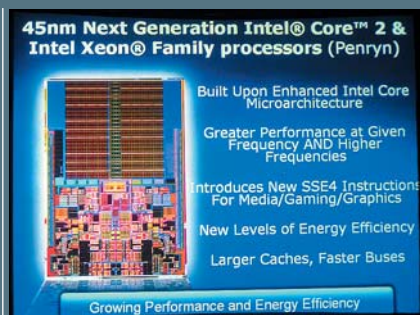 45nm Next Generation Intel® Core™ 2 &
Intel Xeon® Family processors (Penryn)
Built Upon Enhanced Intel Core
Microarchitecture
Greater Performance at Given
Frequency AND Higher
Frequencies
Introduces New SSE4 Instructions
For Media/Gaming/Graphics
New Levels of Energy Efficiency
Larger Caches, Faster Buses
Growing Performance and Energy Efficiency